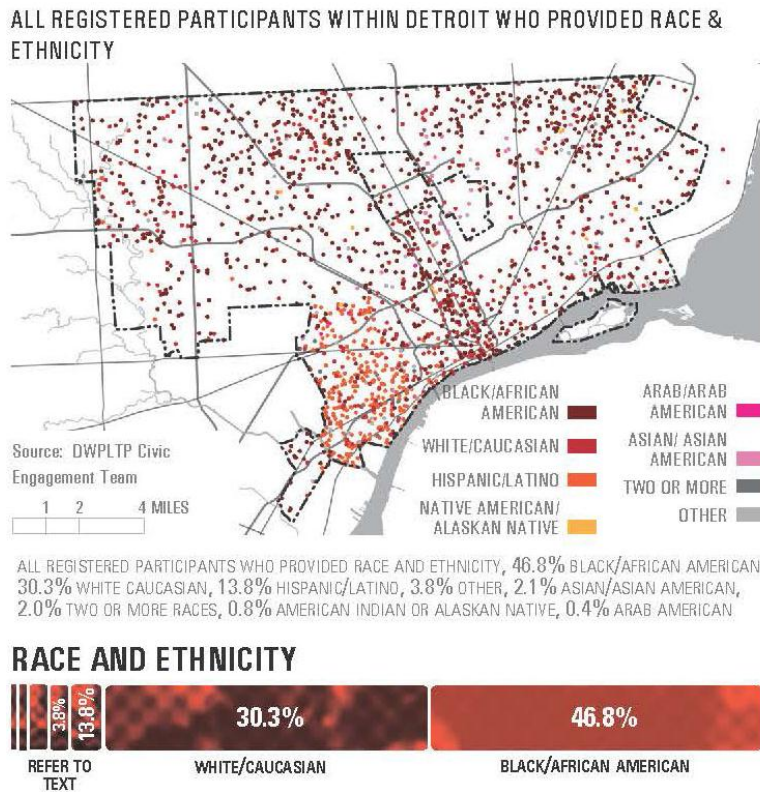 ALL REGISTERED PARTICIPANTS WITHIN DETROIT WHO PROVIDED RACE &
ETHNICITY
BLACK/AFRICAN
AMERICAN
WHITE/CAUCASIAN
HISPANIC/LATINO
NATIVE AMERICAN/
ALASKAN NATIVE
ARAB/ARAB
AMERICAN
ASIAN/ ASIAN
AMERICAN
TWO OR MORE
OTHER
Source: DWPLTP Civic
Engagement Team
1 2 4 MILES
ALL REGISTERED PARTICIPANTS WHO PROVIDED RACE AND ETHNICITY, 46.8% BLACK/AFRICAN AMERICAN
30.3% WHITE CAUCASIAN, 13.8% HISPANIC/LATINO, 3.8% OTHER, 2.1% ASIAN/ASIAN AMERICAN,
2.0% TWO OR MORE RACES, 0.8% AMERICAN INDIAN OR ALASKAN NATIVE, 0.4% ARAB AMERICAN
RACE AND ETHNICITY
3.8% 13.8% 30.3% 46.8%
REFER TO
TEXT
WHITE/CAUCASIAN
BLACK/AFRICAN AMERICAN